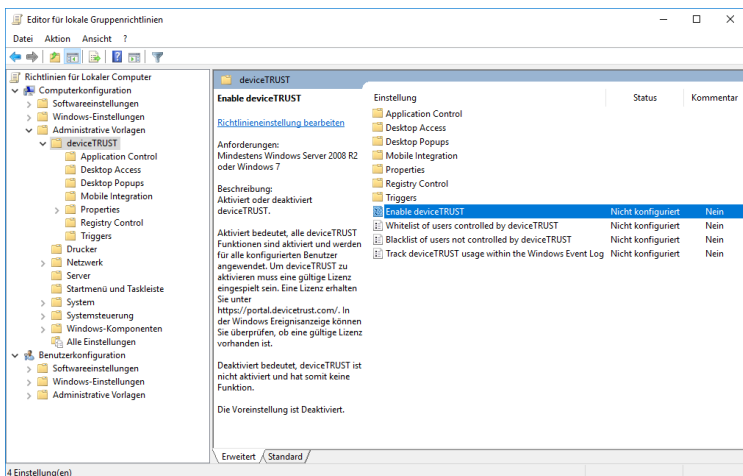 Editor für lokale Gruppenrichtlinien
Datei Aktion Ansicht ?
Richtlinien für Lokaler Computer
Computerkonfiguration
Softwareeinstellungen
Windows-Einstellungen
Administrative Vorlagen
deviceTRUST
Application Control
Desktop Access
Desktop Popups
Mobile Integration
Properties
Registry Control
Triggers
Drucker
Netzwerk
Server
Startmenü und Taskleiste
System
Systemsteuerung
Windows-Komponenten
Alle Einstellungen
Benutzerkonfiguration
Softwareeinstellungen
Windows-Einstellungen
Administrative Vorlagen
deviceTRUST
Enable deviceTRUST
Richtlinieneinstellung bearbeiten
Anforderungen:
Mindestens Windows Server 2008 R2
oder Windows 7
Beschreibung:
Aktiviert oder deaktiviert
deviceTRUST.
Aktiviert bedeutet, alle deviceTRUST
Funktionen sind aktiviert und werden
für alle konfigurierten Benutzer
angewendet. Um deviceTRUST zu
aktivieren muss eine gültige Lizenz
eingespielt sein. Eine Lizenz erhalten
Sie unter
https://portal.devicetrust.com/. In
der Windows Ereignisanzeige können
Sie überprüfen, ob eine gültige Lizenz
vorhanden ist.
Deaktiviert bedeutet, deviceTRUST ist
nicht aktiviert und hat somit keine
Funktion.
Die Voreinstellung ist Deaktiviert.
Einstellung Status Kommentar
Application Control
Desktop Access
Desktop Popups
Mobile Integration
Properties
Registry Control
Triggers
Enable deviceTRUST Nicht konfiguriert Nein
Whitelist of users controlled by deviceTRUST Nicht konfiguriert Nein
Blacklist of users not controlled by deviceTRUST Nicht konfiguriert Nein
Track deviceTRUST usage within the Windows Event Log Nicht konfiguriert Nein
Erweitert Standard
4 Einstellung(en)